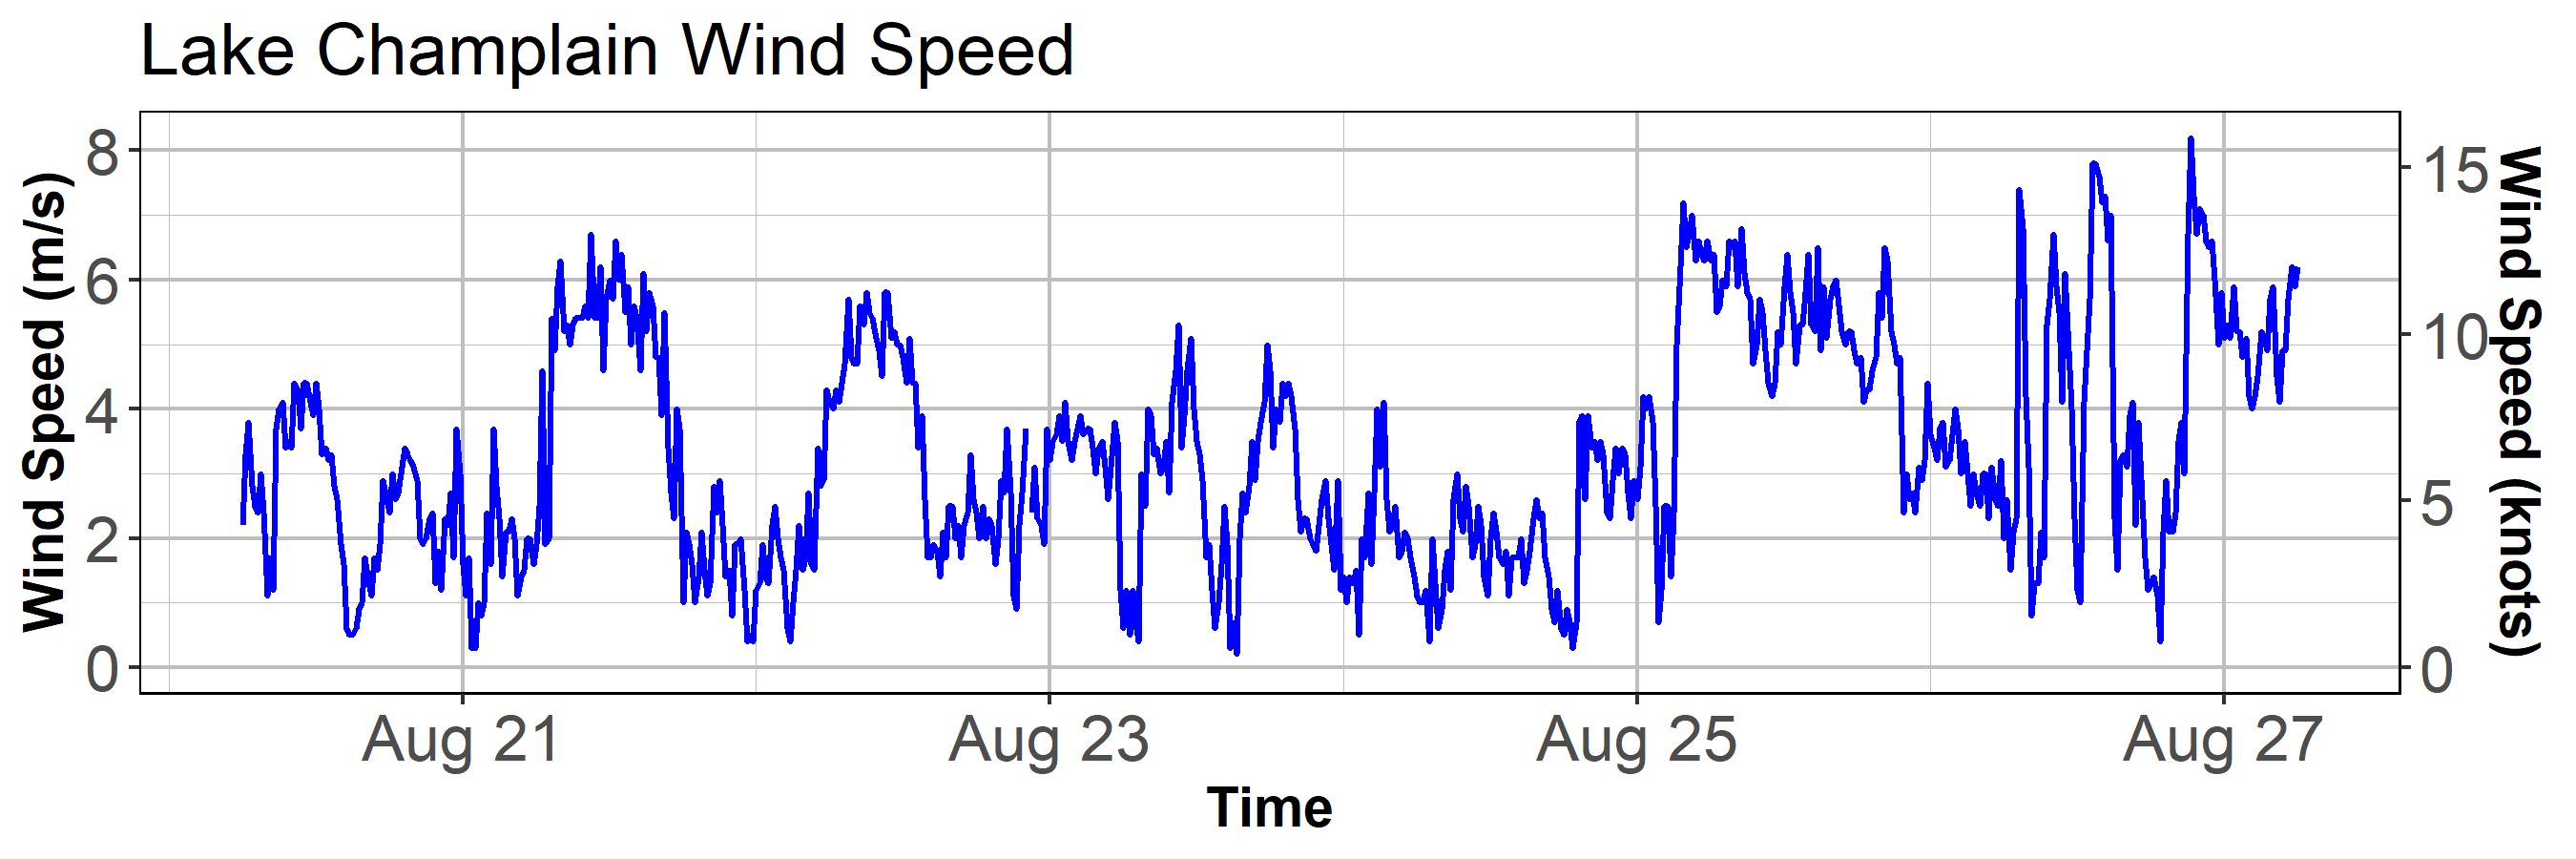 Lake Champlain Wind Speed
Wind Speed (m/s)
8
6
4
2
0
15
10
5
0
Wind Speed (knots)
Aug 21
Aug 23
Aug 25
Aug 27
Time